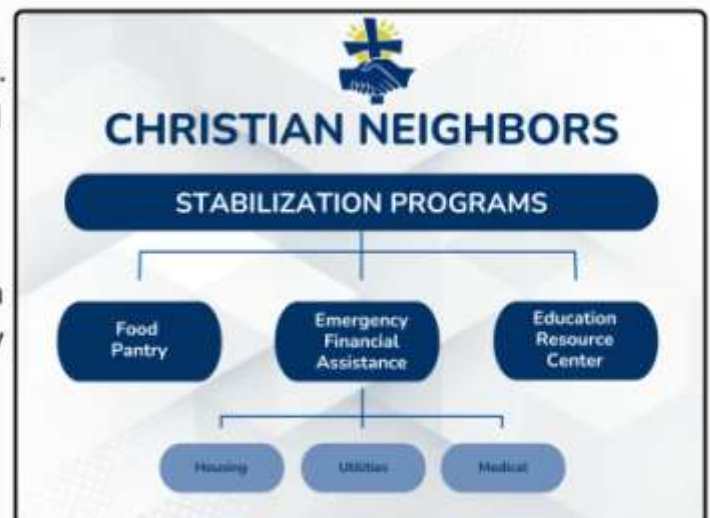 CHRISTIAN NEIGHBORS
STABILIZATION PROGRAMS
Food
Pantry
Emergency
Financial
Assistance
Education
Resource
Center
Housing
Utilities
Medical